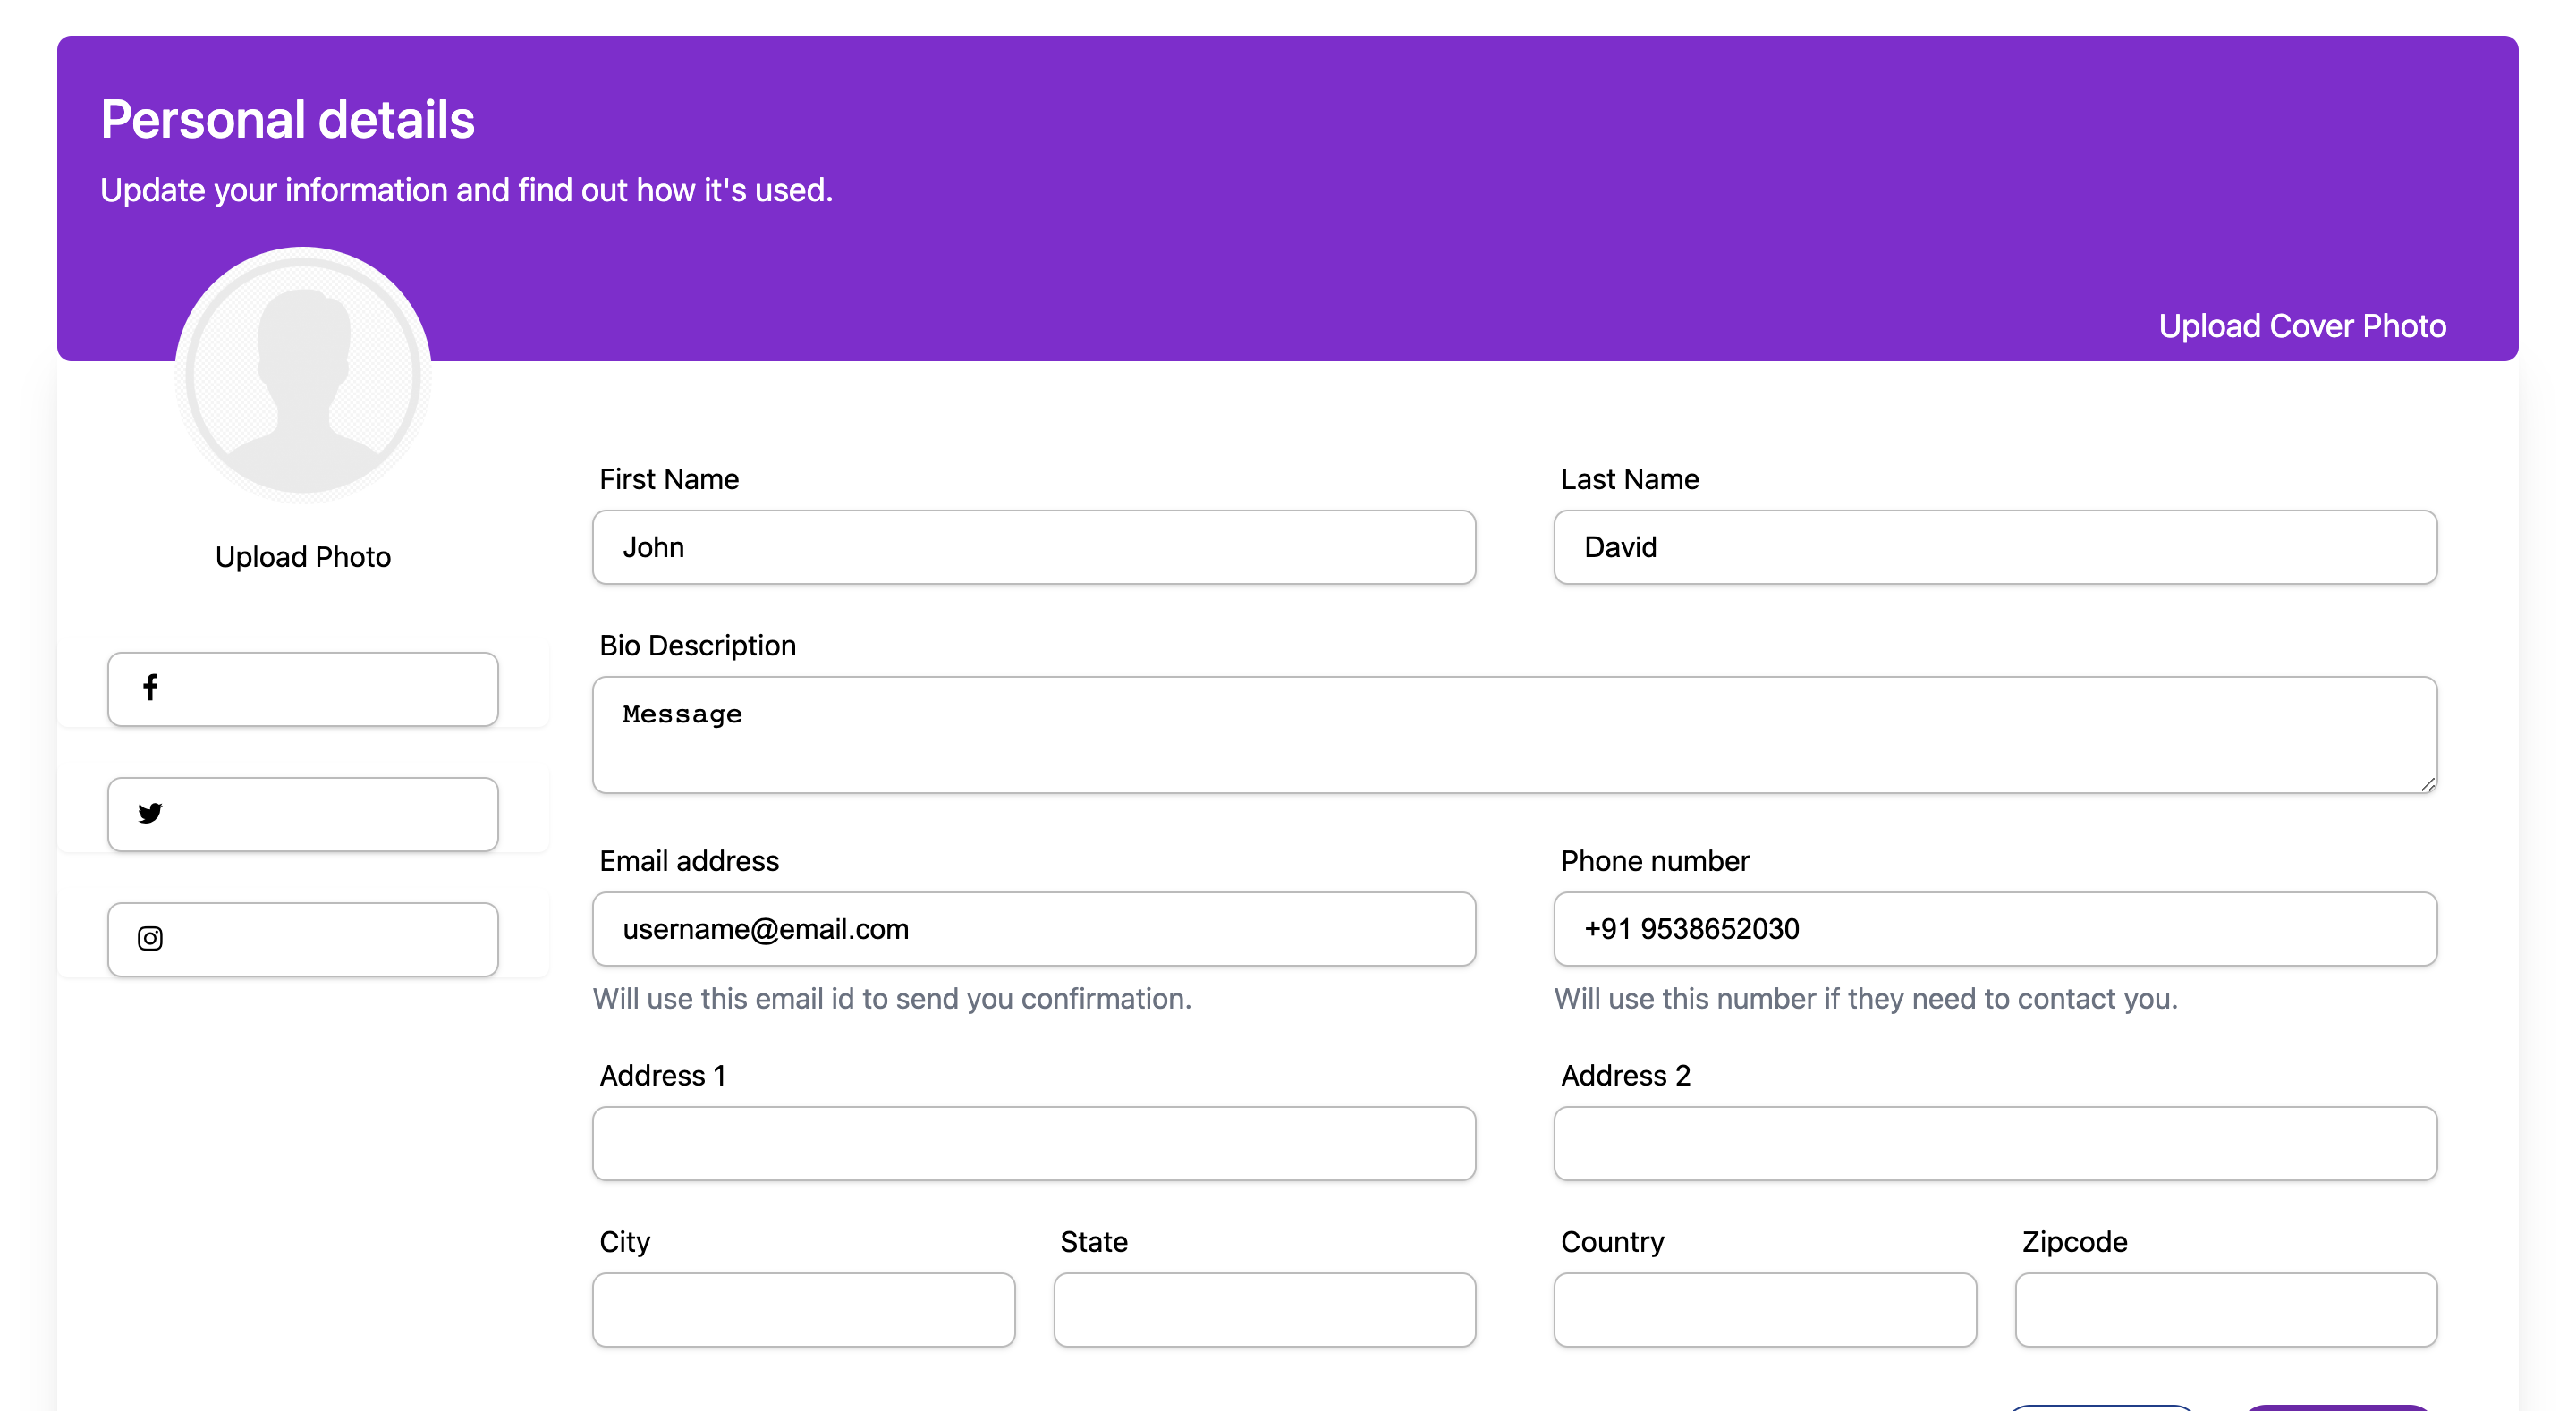 Personal details
Update your information and find out how it's used.
Upload Cover Photo
Upload Photo
First Name
Last Name
John
David
Bio Description
Message
Email address
Phone number
username@email.com
+91 9538652030
Will use this email id to send you confirmation.
Will use this number if they need to contact you.
Address 1
Address 2
City
State
Country
Zipcode